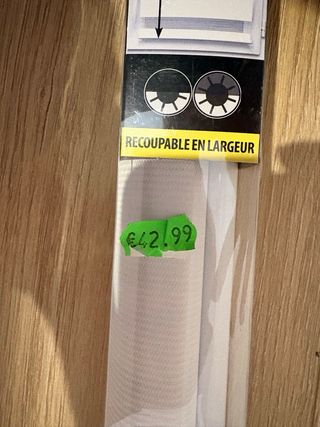 RECOUPABLE EN LARGEUR
€42.99